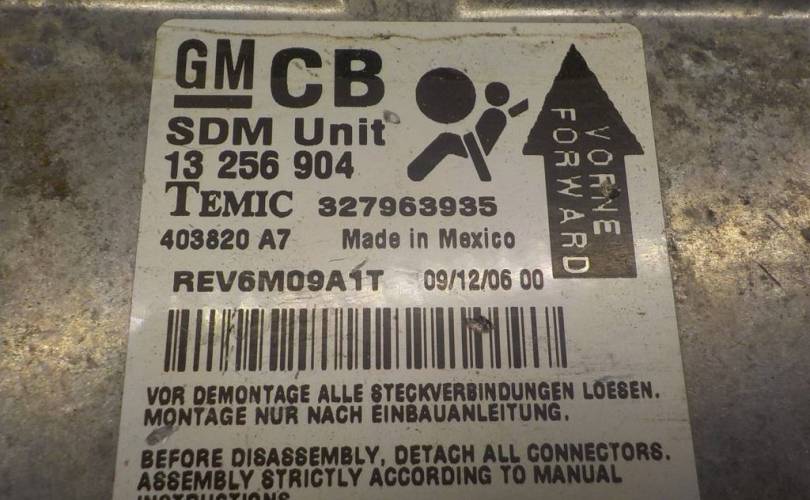 GM CB
SDM Unit
13 256 904
TEMIC 327963935
403820 A7 Made in Mexico
REV6M09A1T 09/12/06 00
VORNE
FORWARD
VOR DEMONTAGE ALLE STECKVERBINDUNGEN LOESEN.
MONTAGE NUR NACH EINBAUANLEITUNG.
BEFORE DISASSEMBLY, DETACH ALL CONNECTORS.
ASSEMBLY STRICTLY ACCORDING TO MANUAL
INSTRUCTIONS